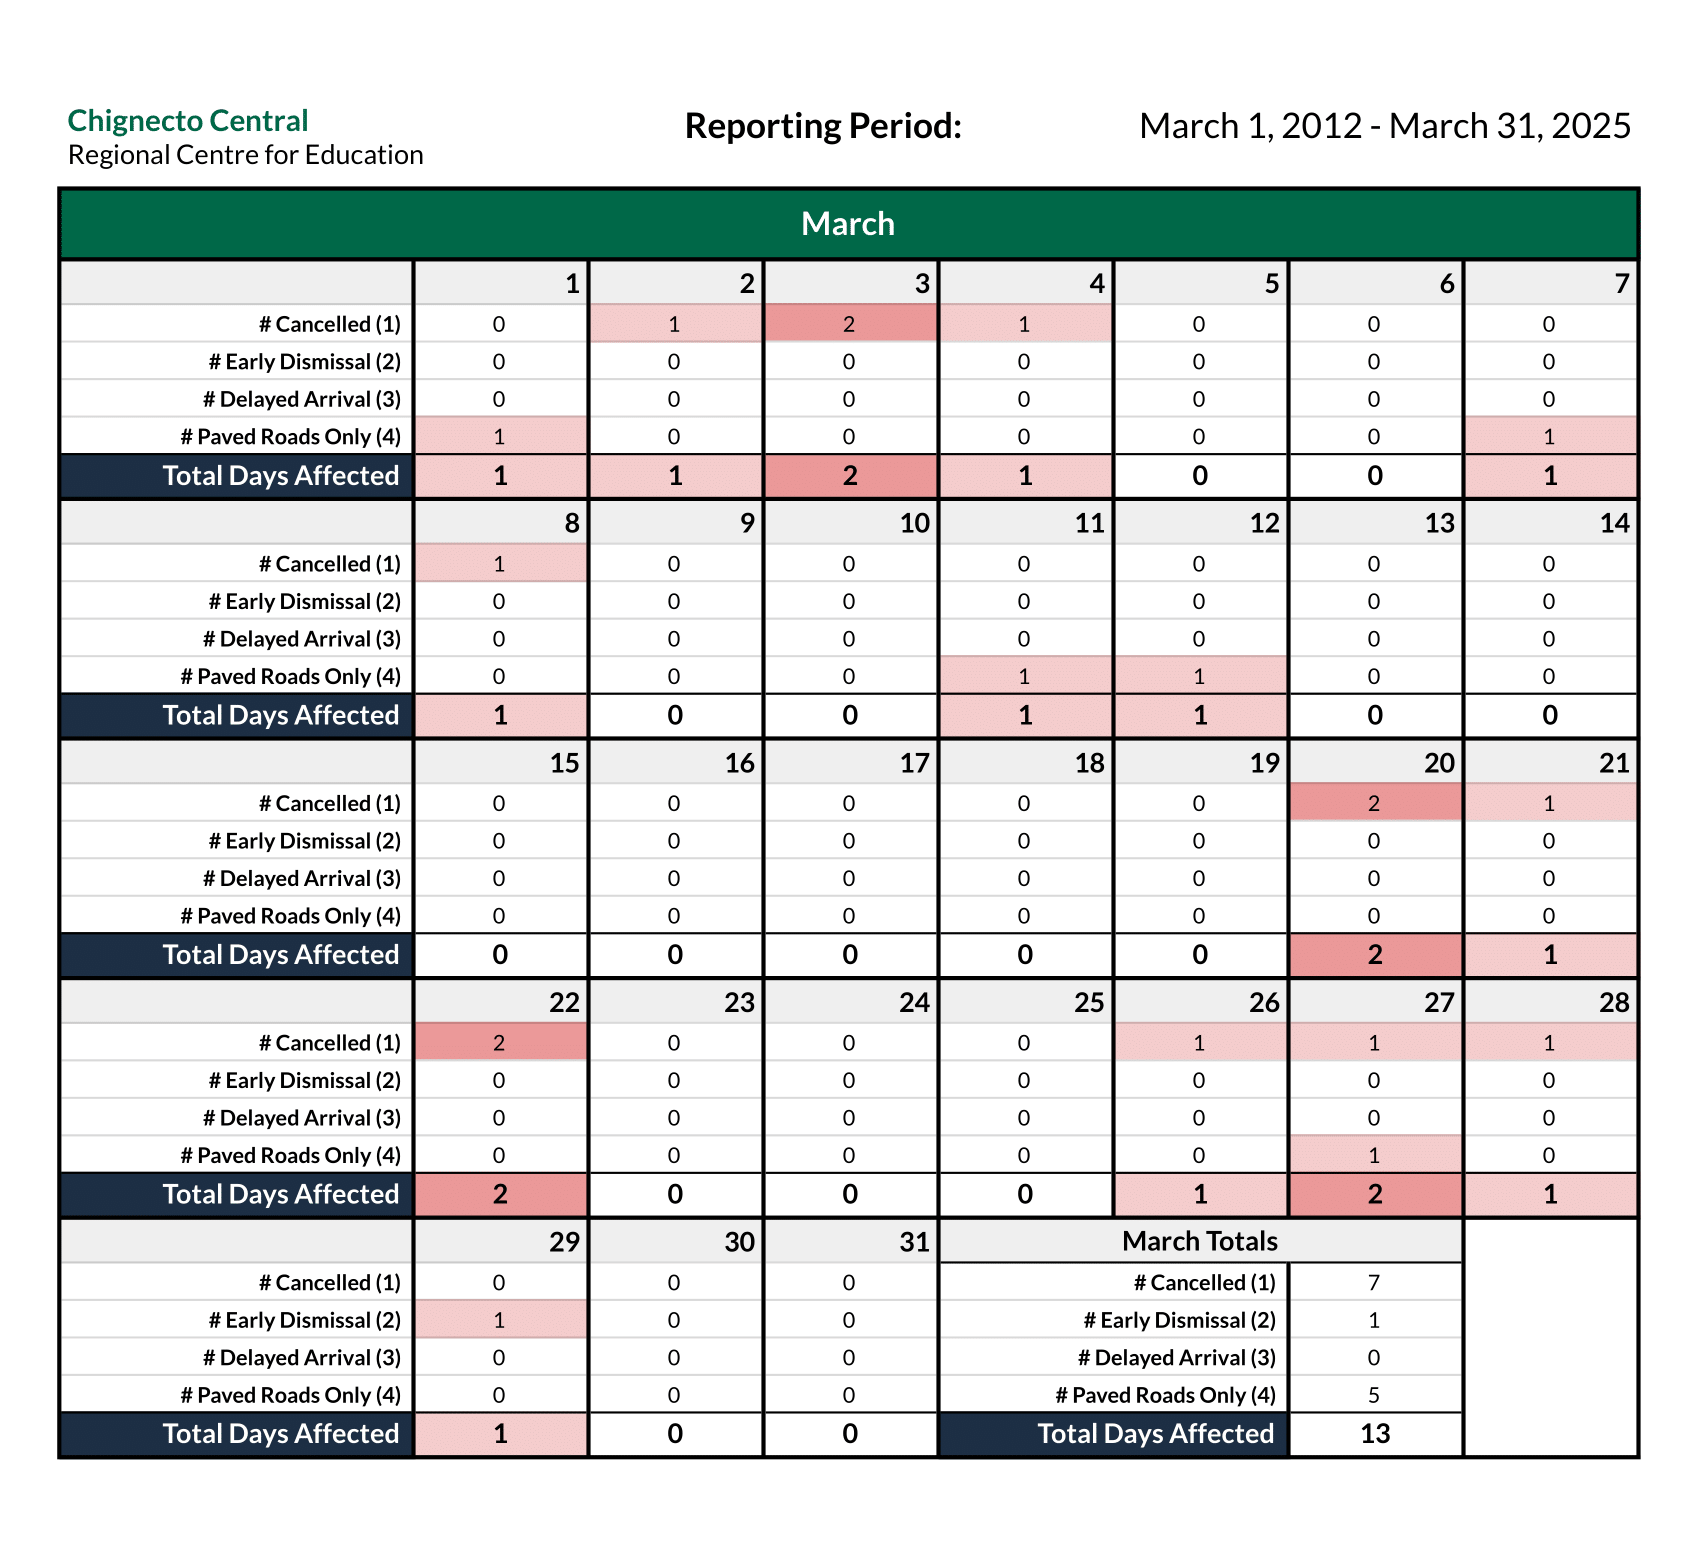 Chignecto Central
Regional Centre for Education
Reporting Period: March 1, 2012 - March 31, 2025
March
1 2 3 4 5 6 7
# Cancelled (1) 0 1 2 1 0 0 0
# Early Dismissal (2) 0 0 0 0 0 0 0
# Delayed Arrival (3) 0 0 0 0 0 0 0
# Paved Roads Only (4) 1 0 0 0 0 0 1
Total Days Affected 1 1 2 1 0 0 1
8 9 10 11 12 13 14
# Cancelled (1) 1 0 0 0 0 0 0
# Early Dismissal (2) 0 0 0 0 0 0 0
# Delayed Arrival (3) 0 0 0 0 0 0 0
# Paved Roads Only (4) 0 0 0 1 1 0 0
Total Days Affected 1 0 0 1 1 0 0
15 16 17 18 19 20 21
# Cancelled (1) 0 0 0 0 0 2 1
# Early Dismissal (2) 0 0 0 0 0 0 0
# Delayed Arrival (3) 0 0 0 0 0 0 0
# Paved Roads Only (4) 0 0 0 0 0 0 0
Total Days Affected 0 0 0 0 0 2 1
22 23 24 25 26 27 28
# Cancelled (1) 2 0 0 0 1 1 1
# Early Dismissal (2) 0 0 0 0 0 0 0
# Delayed Arrival (3) 0 0 0 0 0 0 0
# Paved Roads Only (4) 0 0 0 0 0 1 0
Total Days Affected 2 0 0 0 1 2 1
29 30 31 March Totals
# Cancelled (1) 0 0 0 # Cancelled (1) 7
# Early Dismissal (2) 1 0 0 # Early Dismissal (2) 1
# Delayed Arrival (3) 0 0 0 # Delayed Arrival (3) 0
# Paved Roads Only (4) 0 0 0 # Paved Roads Only (4) 5
Total Days Affected 1 0 0 Total Days Affected 13